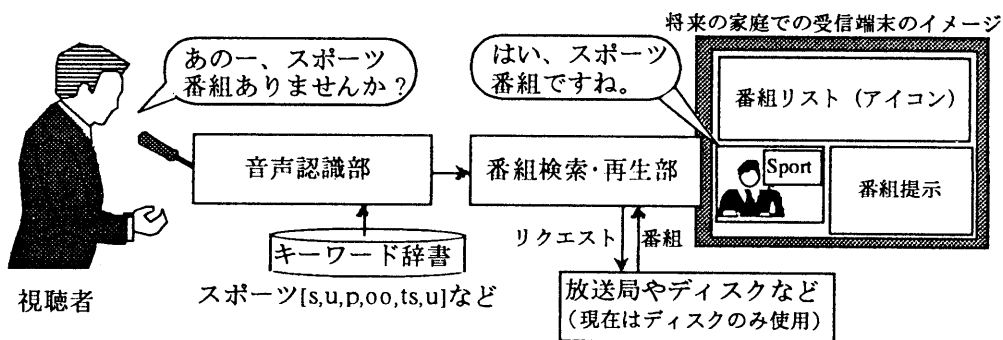 将来の家庭での受信端末のイメージ
あのー、スポーツ
番組ありませんか？
はい、スポーツ
番組ですね。
番組リスト（アイコン）
音声認識部
番組検索・再生部
Sport
番組提示
キーワード辞書
リクエスト
番組
視聴者
スポーツ[s,u,p,oo,ts,u]など
放送局やディスクなど
（現在はディスクのみ使用）